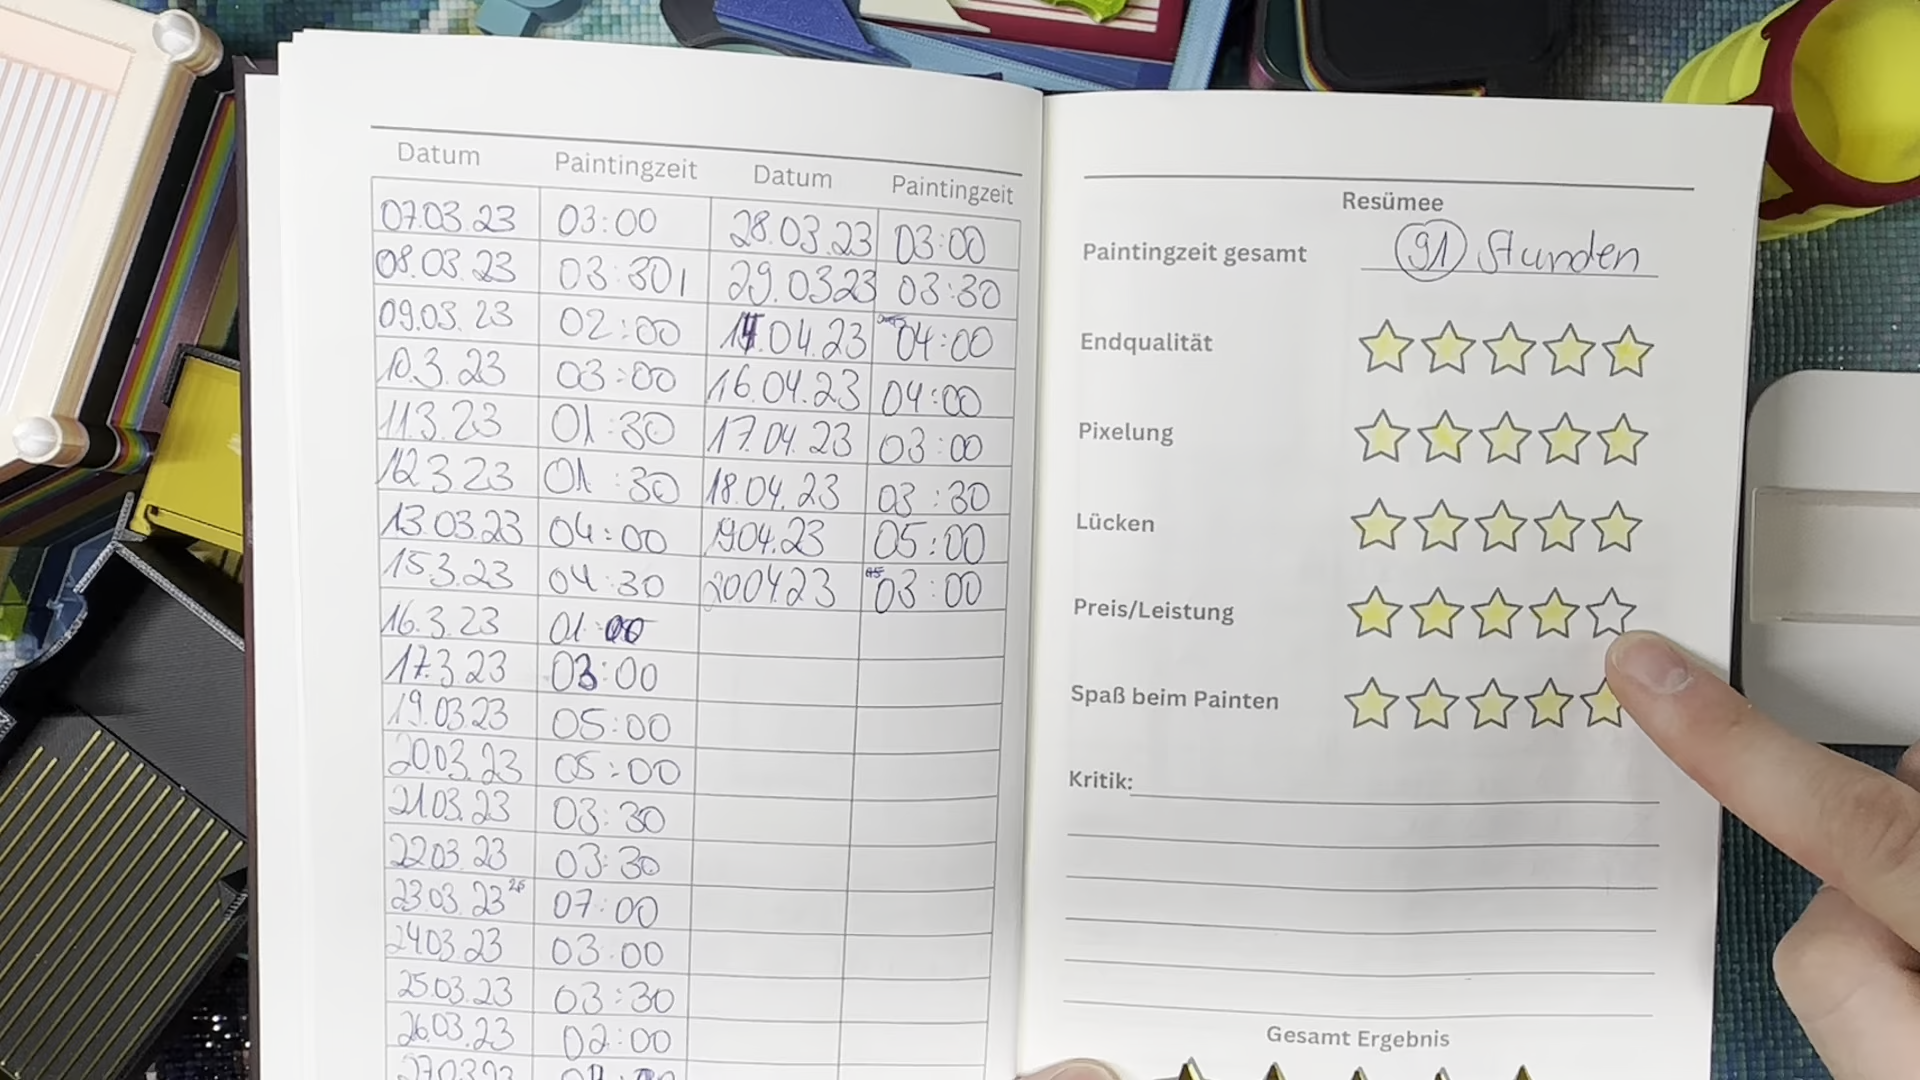 Datum Paintingzeit Datum Paintingzeit
07.03.23 03:00 28.03.23 03:00
08.03.23 03:30 29.0323 03:30
09.03.23 02:00 .04.23 04:00
10.3.23 03:00 16.04.23 04:00
11.3.23 01:30 17.04.23 03:00
12.3.23 01:30 18.04.23 03:30
13.03.23 04:00 19.04.23 05:00
15.3.23 04:30 20.04.23 03:00
16.3.23 01:00
17.3.23 03:00
19.03.23 05:00
20.03.23 05:00
21.03.23 03:30
22.03.23 03:30
23.03.23 07:00
24.03.23 03:00
25.03.23 03:30
26.03.23 02:00
27.03.23
Resümee
Paintingzeit gesamt 91 Stunden
Endqualität
Pixelung
Lücken
Preis/Leistung
Spaß beim Painten
Kritik:
Gesamt Ergebnis